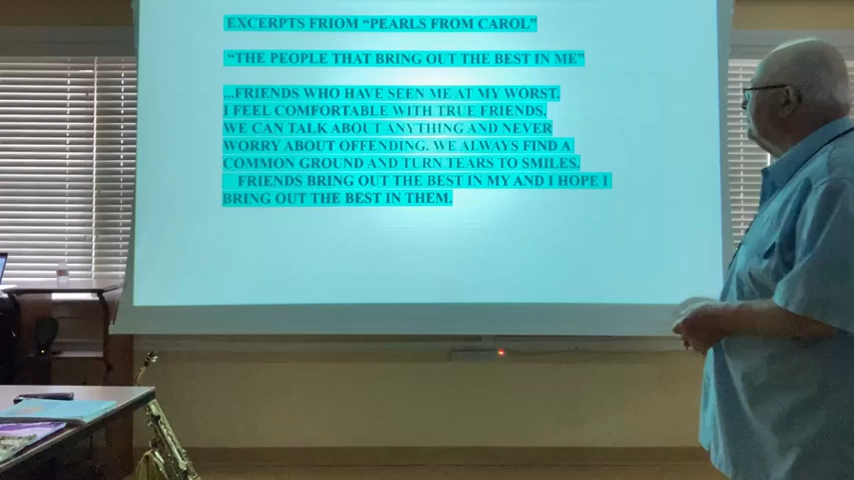 EXCERPTS FRIOM "PEARLS FROM CAROL"
"THE PEOPLE THAT BRING OUT THE BEST IN ME"
...FRIENDS WHO HAVE SEEN ME AT MY WORST.
I FEEL COMFORTABLE WITH TRUE FRIENDS,
WE CAN TALK ABOUT ANYTHING AND NEVER
WORRY ABOUT OFFENDING. WE ALWAYS FIND A
COMMON GROUND AND TURN TEARS TO SMILES.
FRIENDS BRING OUT THE BEST IN MY AND I HOPE I
BRING OUT THE BEST IN THEM.